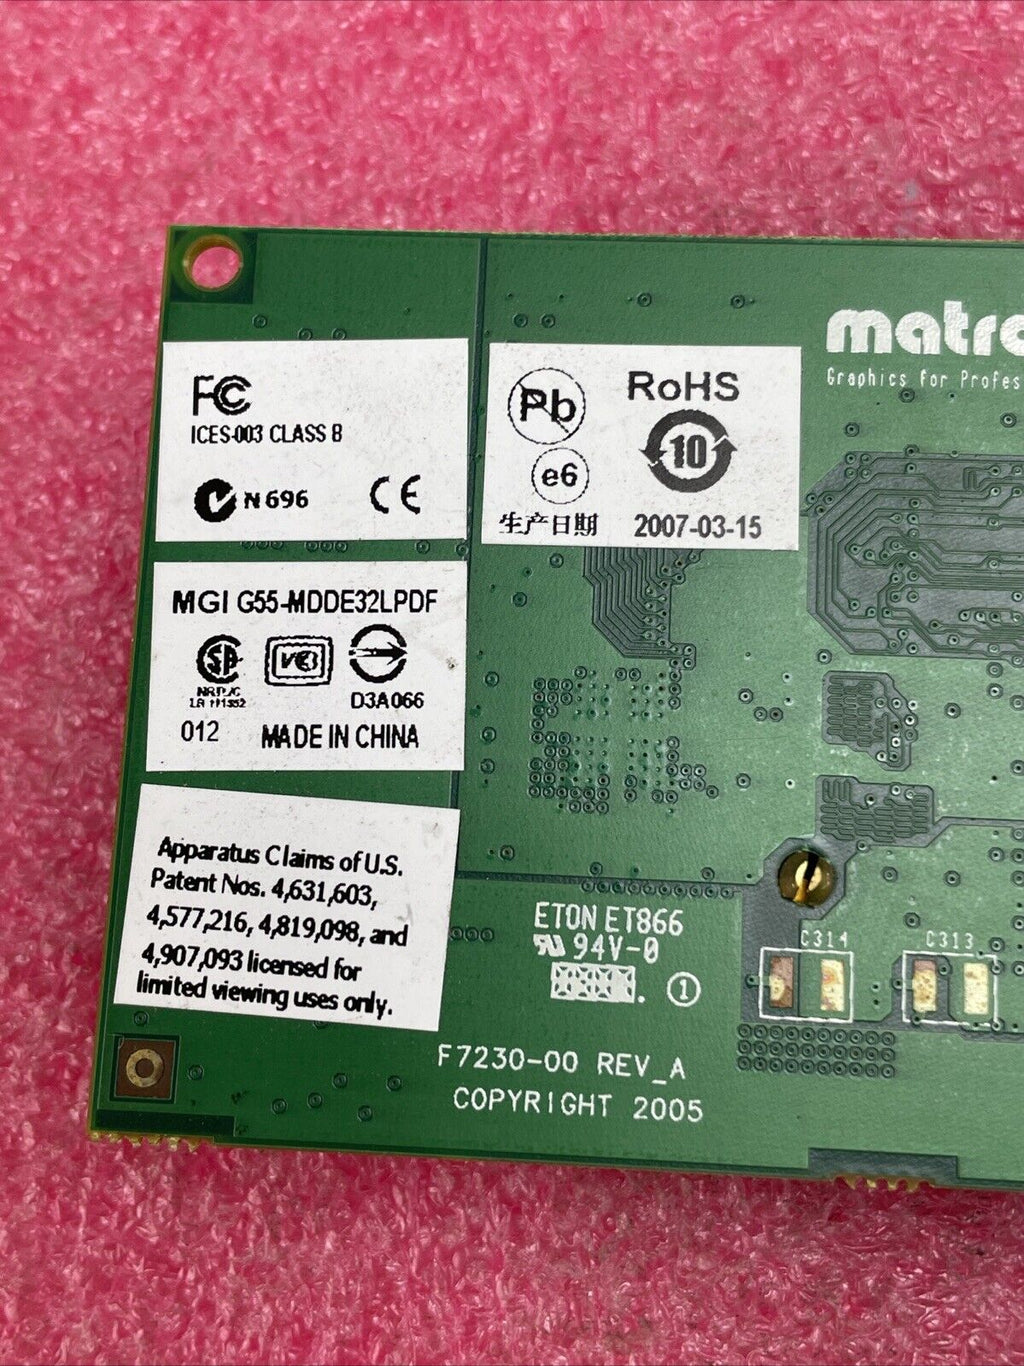 matro
Graphics for Profes
FC
ICES-003 CLASS B
N696
CE
Pb
RoHS
e6
10
生产日期
2007-03-15
MGI G55-MDDE32LPDF
VCCI
D3A066
012
MADE IN CHINA
Apparatus Claims of U.S.
Patent Nos. 4,631,603,
4,577,216, 4,819,098, and
4,907,093 licensed for
limited viewing uses only.
ETON ET866
94V-0
1
C314
C313
F7230-00 REV_A
COPYRIGHT 2005